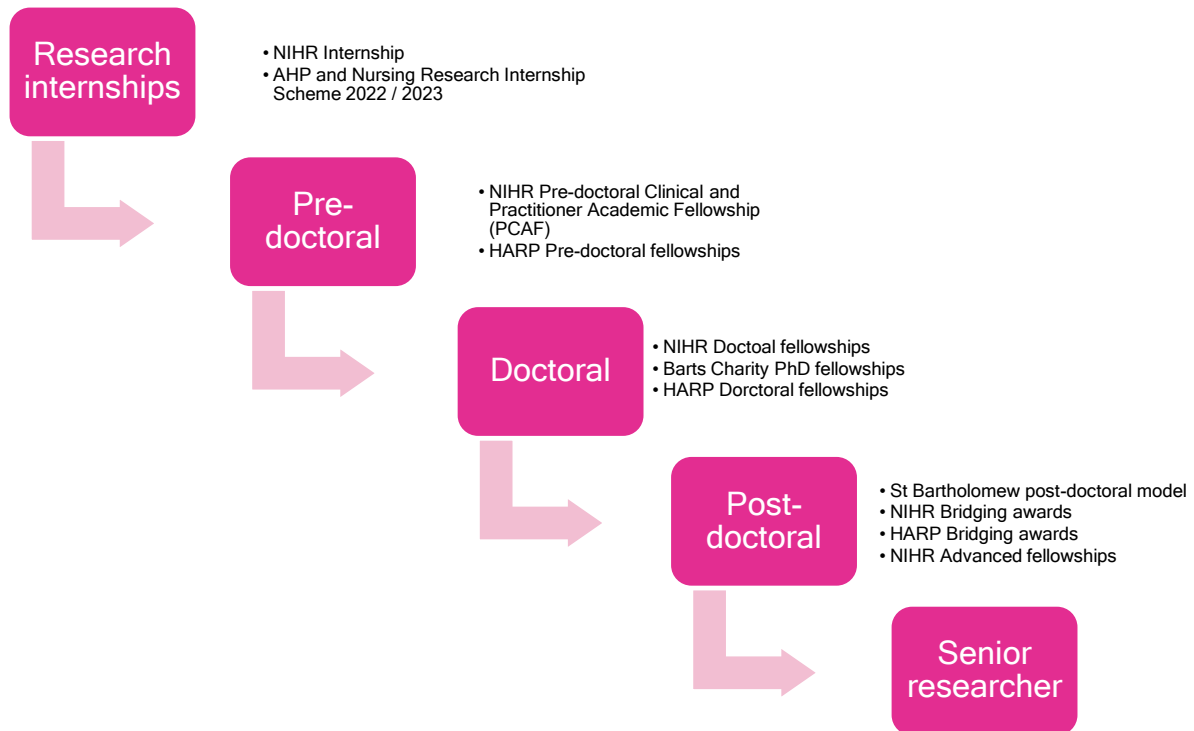 Research
internships
• NIHR Internship
• AHP and Nursing Research Internship
Scheme 2022 / 2023
Pre-
doctoral
• NIHR Pre-doctoral Clinical and
Practitioner Academic Fellowship
(PCAF)
• HARP Pre-doctoral fellowships
Doctoral
• NIHR Doctoal fellowships
• Barts Charity PhD fellowships
• HARP Dorctoral fellowships
Post-
doctoral
• St Bartholomew post-doctoral model
• NIHR Bridging awards
• HARP Bridging awards
• NIHR Advanced fellowships
Senior
researcher